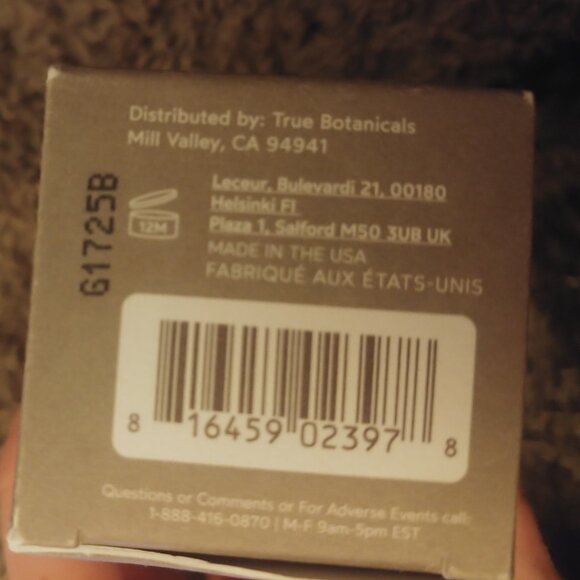 Distributed by: True Botanicals
Mill Valley, CA 94941
G1725B
12M
Leceur, Bulevardi 21, 00180
Helsinki FI
Plaza 1, Salford M50 3UB UK
MADE IN THE USA
FABRIQUÉ AUX ÉTATS-UNIS
8 16459 02397 8
Questions or Comments or For Adverse Events call:
1-888-416-0870 | M-F 9am-5pm EST